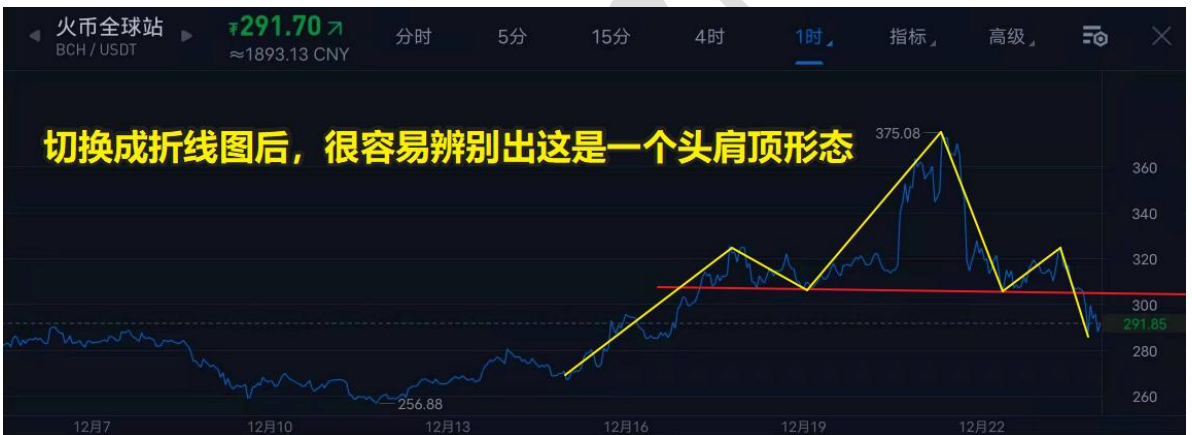 火币全球站
BCH / USDT
₮291.70
≈1893.13 CNY
分时
5分
15分
4时
1时
指标
高级
切换成折线图后，很容易辨别出这是一个头肩顶形态
375.08
360
340
320
300
291.85
280
260
256.88
12月7
12月10
12月13
12月16
12月19
12月22